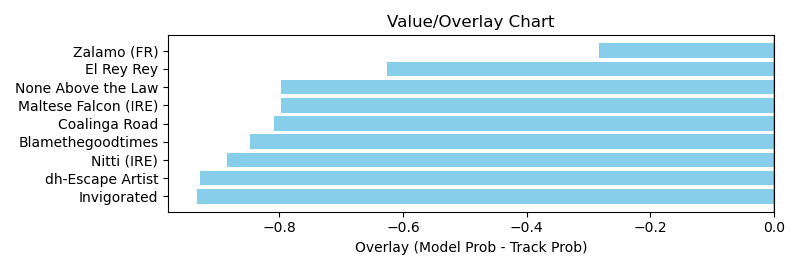 Value/Overlay Chart
Zalamo (FR)
El Rey Rey
None Above the Law
Maltese Falcon (IRE)
Coalinga Road
Blamethegoodtimes
Nitti (IRE)
dh-Escape Artist
Invigorated
−0.8 −0.6 −0.4 −0.2 0.0
Overlay (Model Prob - Track Prob)